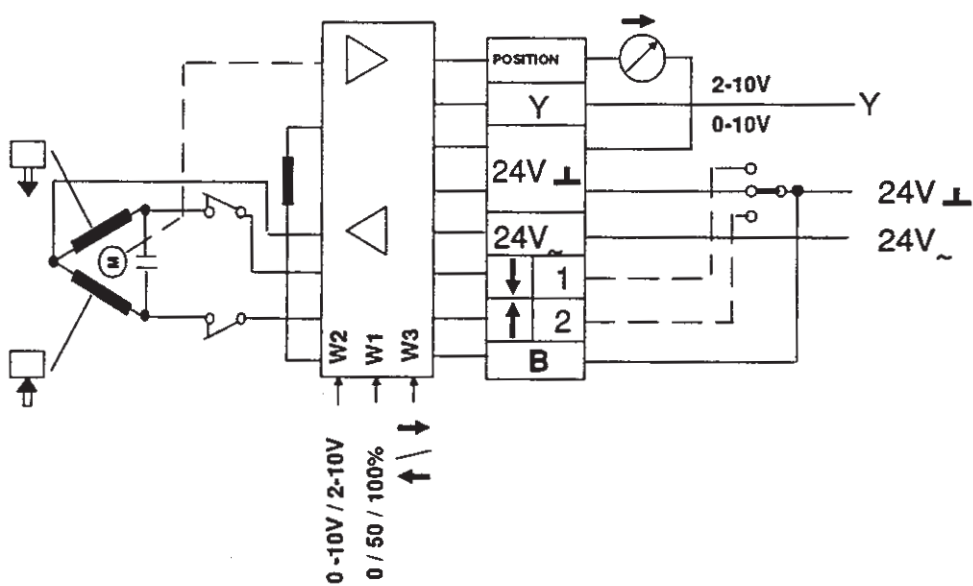 POSITION
2-10V
Y
Y
0-10V
24V ⊥
24V ⊥
24V~
24V~
M
1
2
B
W2
W1
W3
0-10V / 2-10V
0 / 50 / 100%